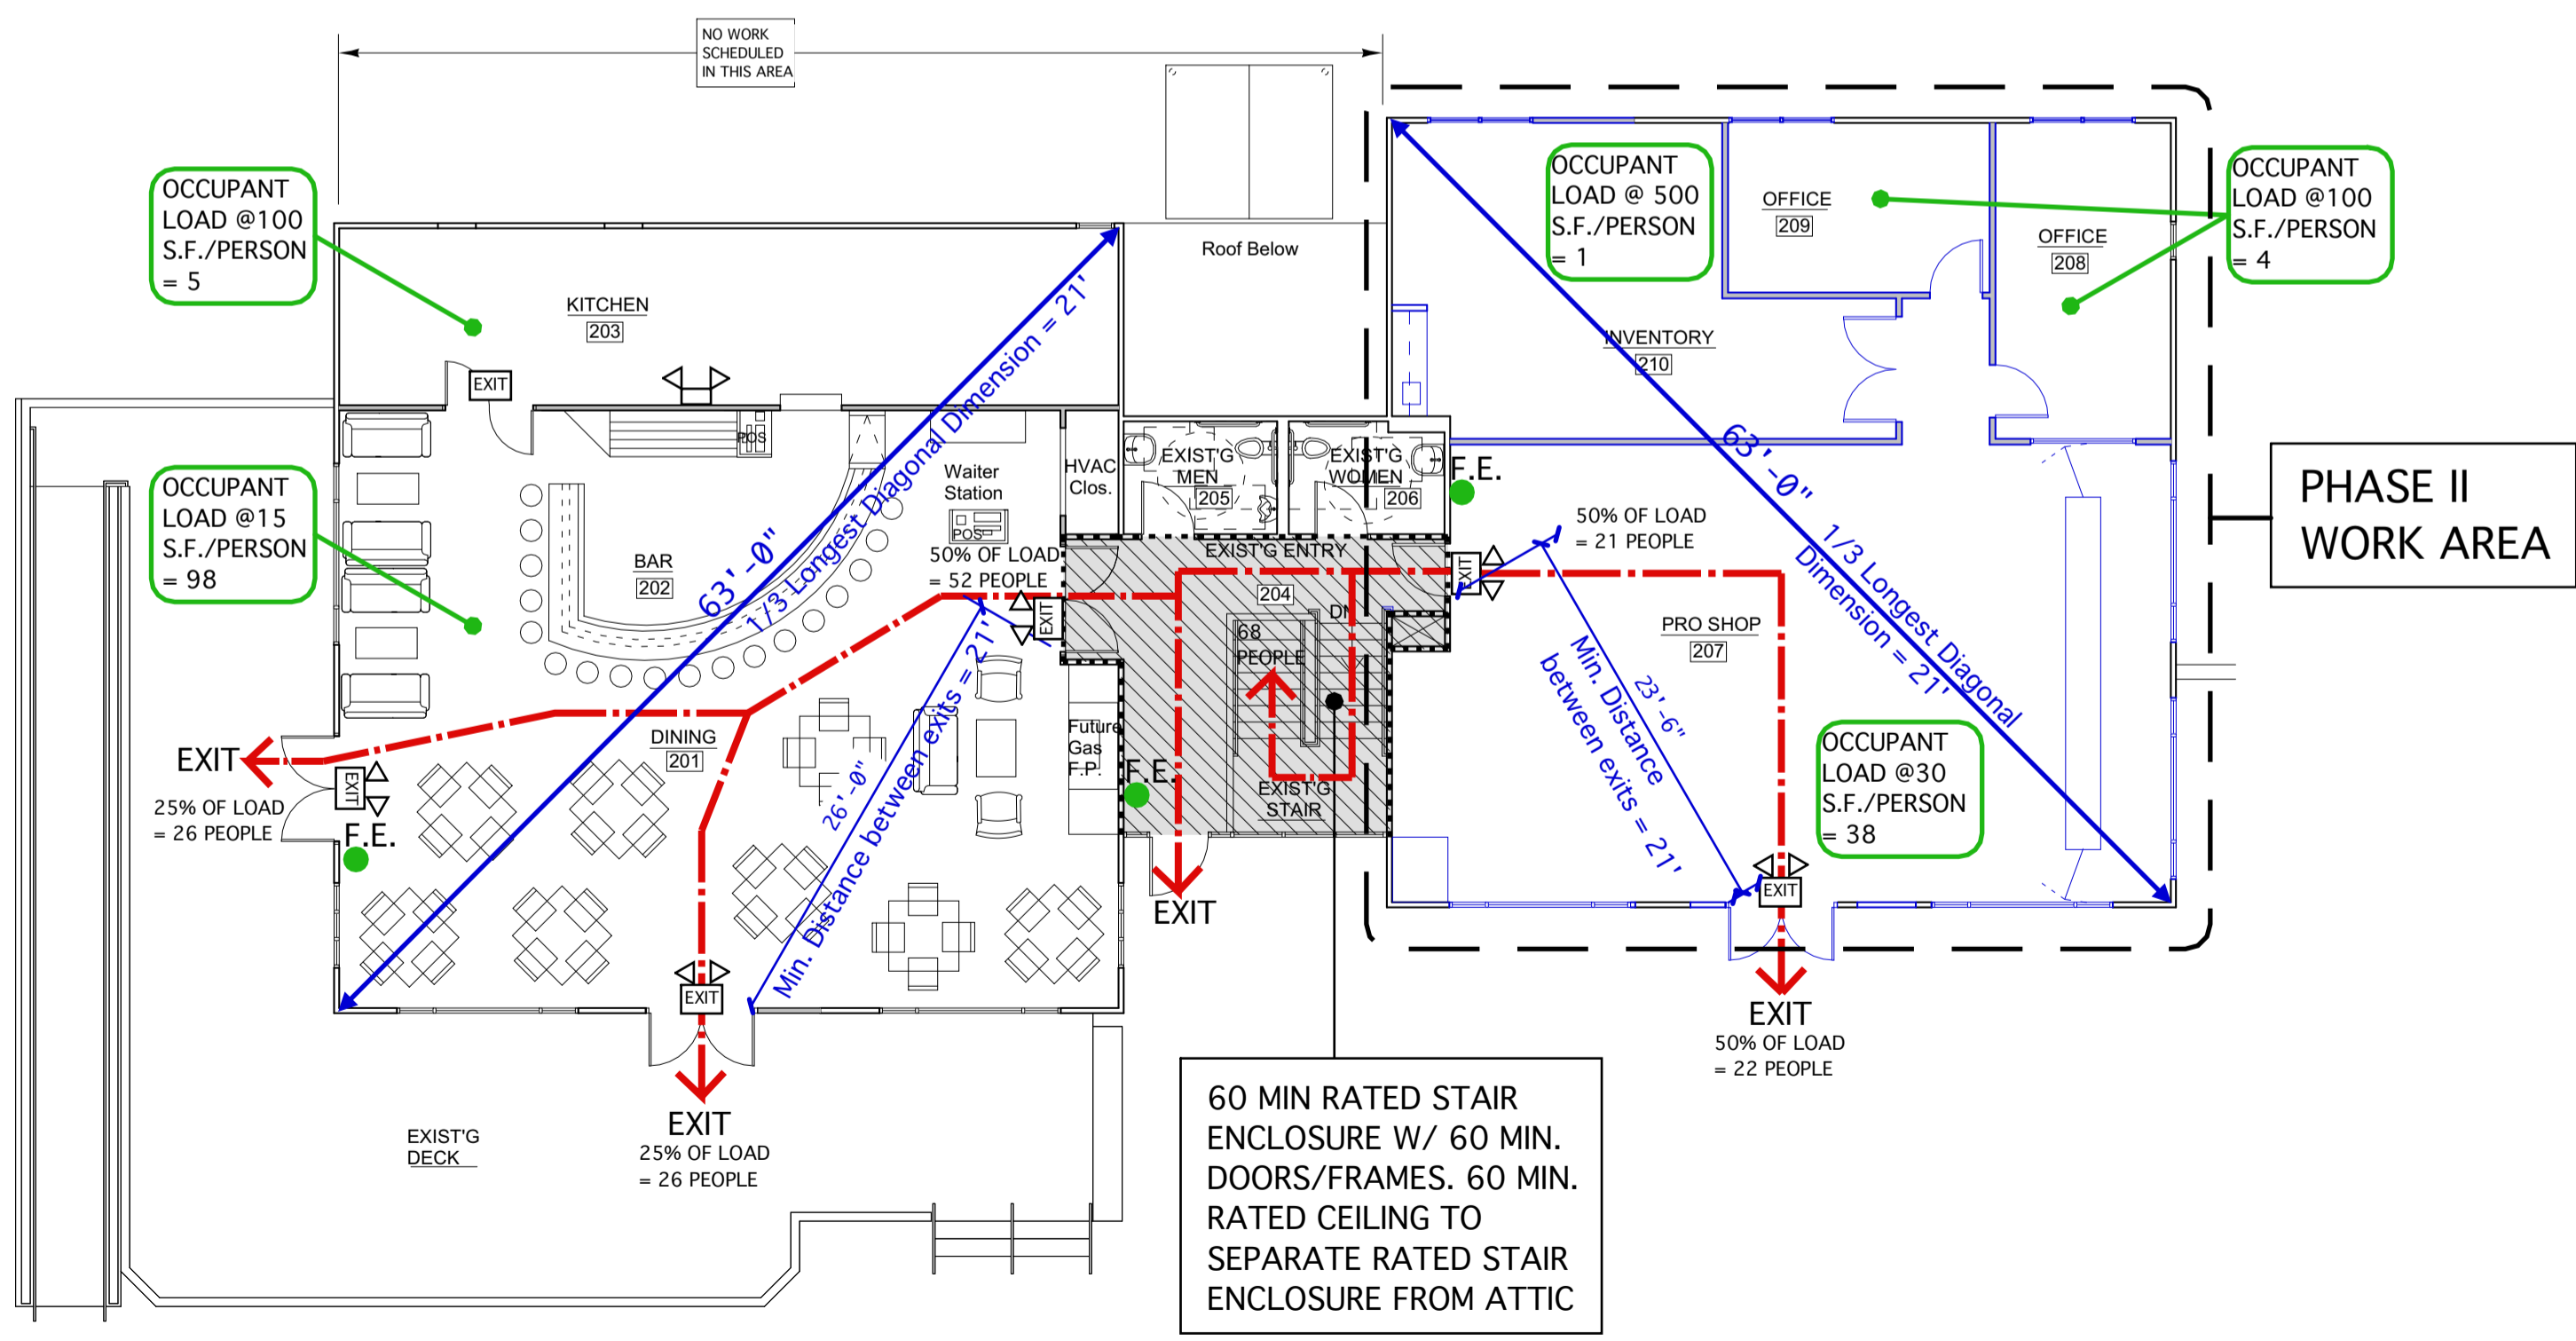 NO WORK
SCHEDULED
IN THIS AREA
OCCUPANT
LOAD @100
S.F./PERSON
= 5
KITCHEN
203
EXIT
Roof Below
OCCUPANT
LOAD @ 500
S.F./PERSON
= 1
OFFICE
209
OFFICE
208
OCCUPANT
LOAD @100
S.F./PERSON
= 4
INVENTORY
210
PHASE II
WORK AREA
OCCUPANT
LOAD @15
S.F./PERSON
= 98
POS
BAR
202
63'-0"
1/3 Longest Diagonal Dimension = 21'
Waiter
Station
POS
HVAC
Clos.
EXIST'G
MEN
205
EXIST'G
WOMEN
206
F.E.
50% OF LOAD
= 52 PEOPLE
EXIT
EXIST'G ENTRY
204
DN
68
PEOPLE
EXIST'G
STAIR
EXIT
50% OF LOAD
= 21 PEOPLE
63'-0"
1/3 Longest Diagonal
Dimension = 21'
PRO SHOP
207
23'-6"
Min. Distance
between exits = 21'
OCCUPANT
LOAD @30
S.F./PERSON
= 38
EXIT
EXIT
50% OF LOAD
= 22 PEOPLE
DINING
201
26'-0"
Min. Distance between exits = 21'
Future
Gas
F.P.
F.E.
EXIT
EXIT
EXIT
25% OF LOAD
= 26 PEOPLE
F.E.
EXIT
EXIT
25% OF LOAD
= 26 PEOPLE
EXIST'G
DECK
60 MIN RATED STAIR
ENCLOSURE W/ 60 MIN.
DOORS/FRAMES. 60 MIN.
RATED CEILING TO
SEPARATE RATED STAIR
ENCLOSURE FROM ATTIC